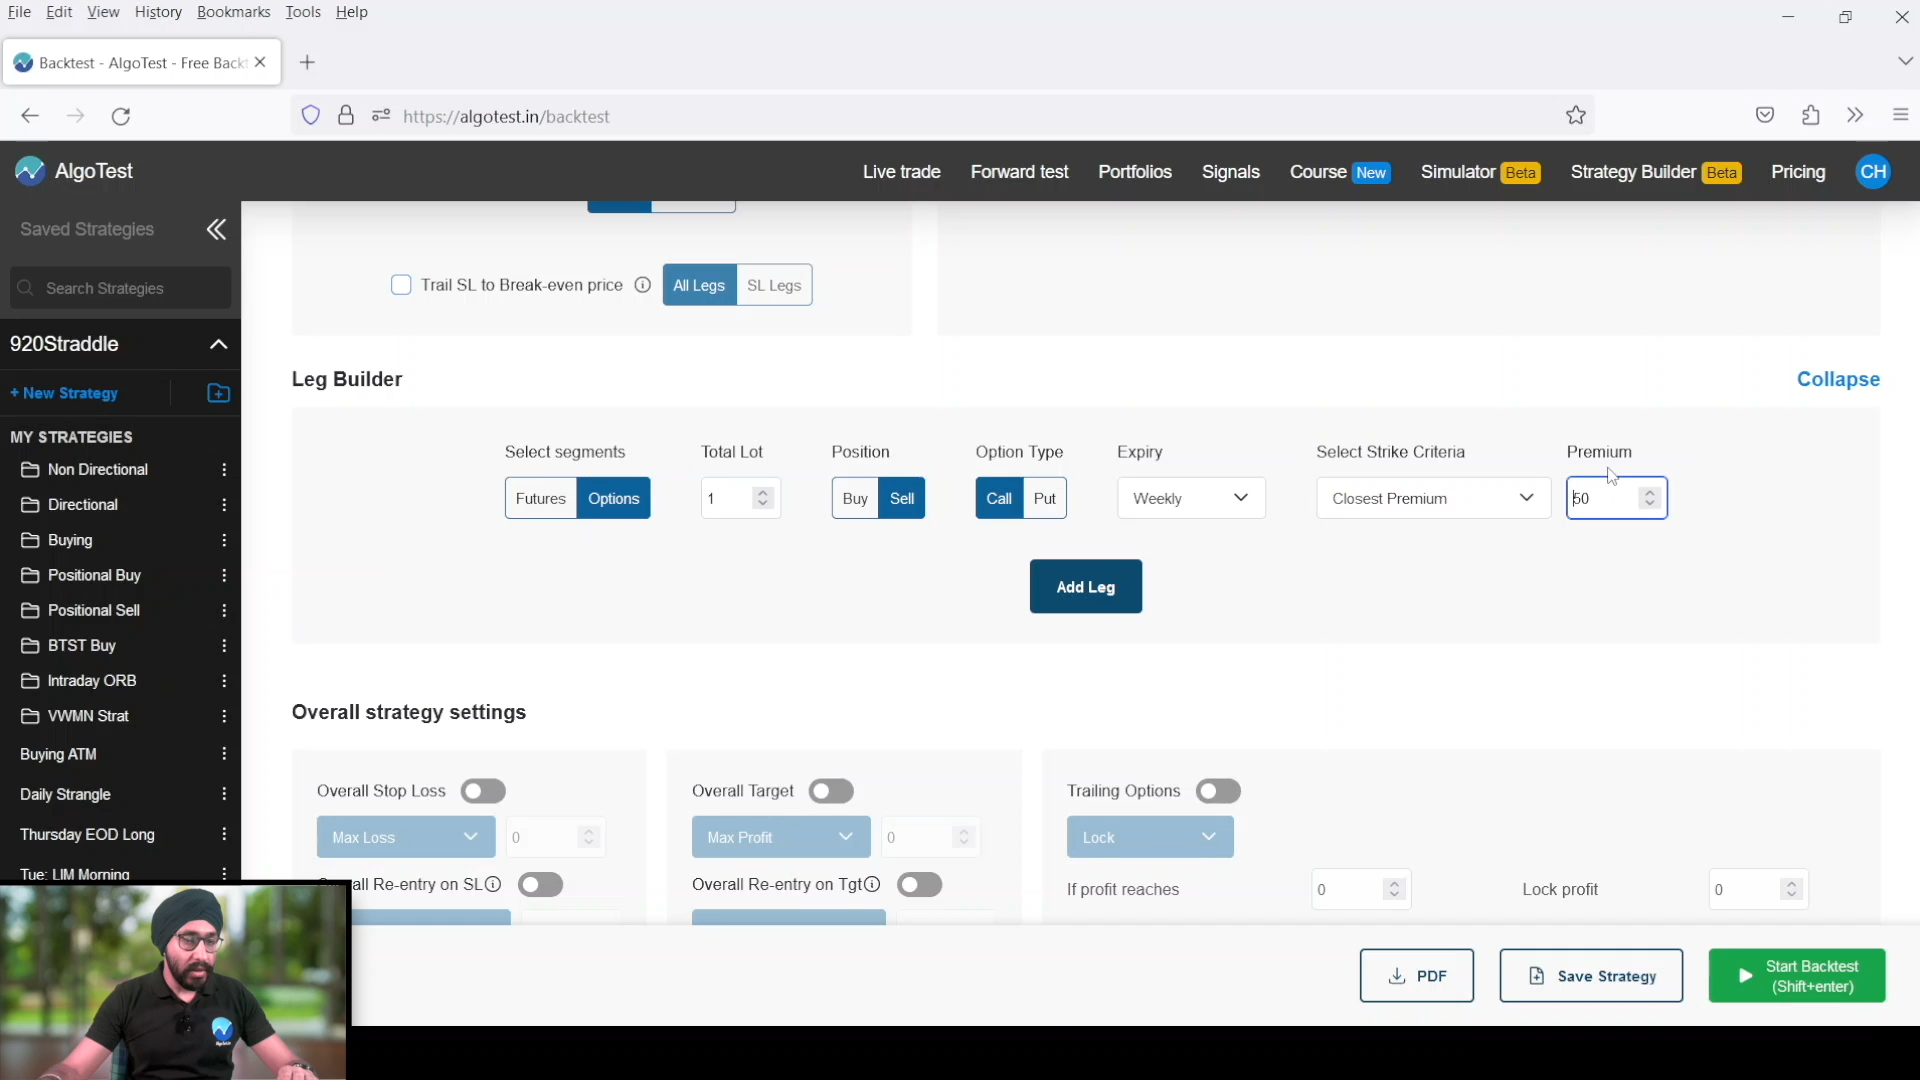 File Edit View History Bookmarks Tools Help
Backtest - AlgoTest - Free Backt
https://algotest.in/backtest
AlgoTest
Live trade Forward test Portfolios Signals Course New Simulator Beta Strategy Builder Beta Pricing CH
Saved Strategies
Search Strategies
920Straddle
+ New Strategy
MY STRATEGIES
Non Directional
Directional
Buying
Positional Buy
Positional Sell
BTST Buy
Intraday ORB
VWMN Strat
Buying ATM
Daily Strangle
Thursday EOD Long
Tue: LIM Morning
Trail SL to Break-even price All Legs SL Legs
Leg Builder Collapse
Select segments Total Lot Position Option Type Expiry Select Strike Criteria Premium
Futures Options 1 Buy Sell Call Put Weekly Closest Premium 50
Add Leg
Overall strategy settings
Overall Stop Loss Overall Target Trailing Options
Max Loss 0 Max Profit 0 Lock
all Re-entry on SL Overall Re-entry on Tgt If profit reaches 0 Lock profit 0
PDF Save Strategy Start Backtest
(Shift+enter)